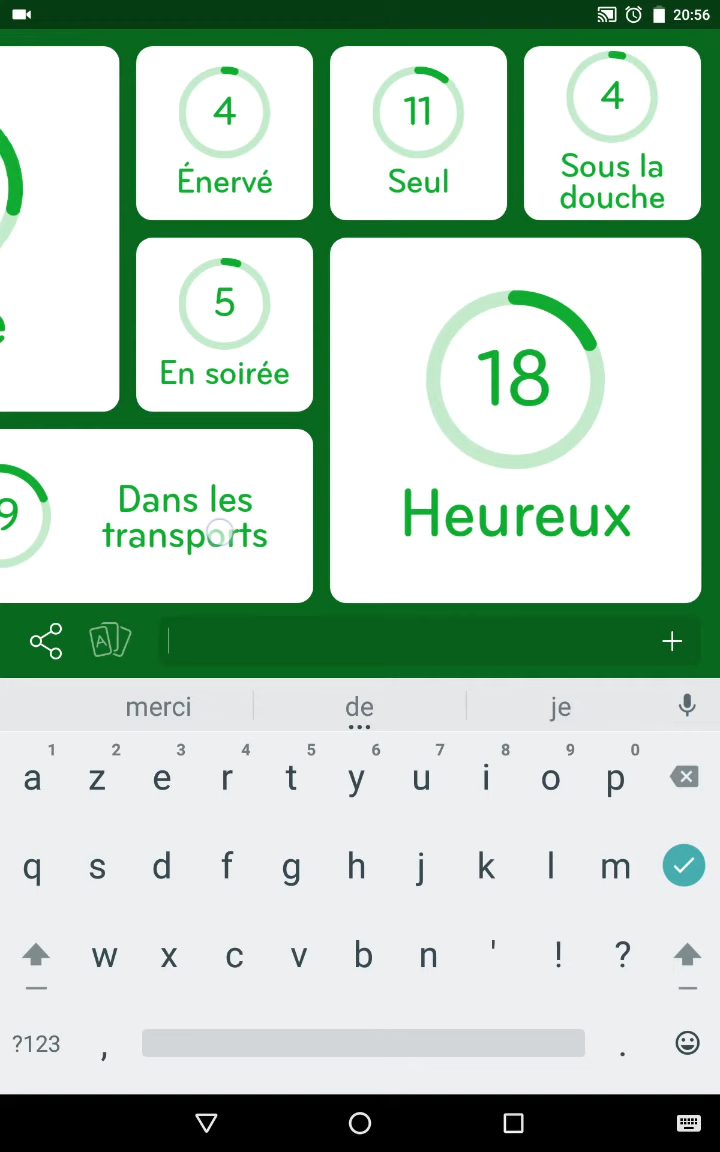 20:56
4
Énervé
11
Seul
4
Sous la
douche
5
En soirée
18
Heureux
9
Dans les
transports
A
merci de je
1 2 3 4 5 6 7 8 9 0
a z e r t y u i o p
q s d f g h j k l m
w x c v b n ' ! ?
?123 , .